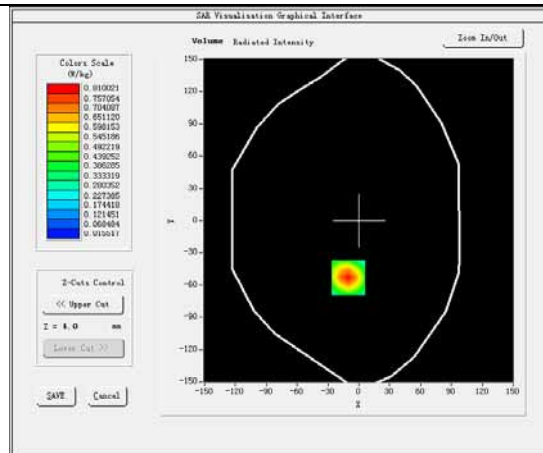 SAR Visualisation Graphical Interface
Volume Radiated Intensity
Zoom In/Out
Colors Scale
(W/kg)
0.810021
0.757054
0.704087
0.651120
0.598153
0.545186
0.492219
0.439252
0.386285
0.333319
0.280352
0.227385
0.174418
0.121451
0.068484
0.015517
Z-Cuts Control
<< Upper Cut
Z = 4.0 mm
Lower Cut >>
SAVE Cancel
150
120
90
60
30
0
-30
-60
-90
-120
-150
Y
-150 -120 -90 -60 -30 0 30 60 90 120 150
X